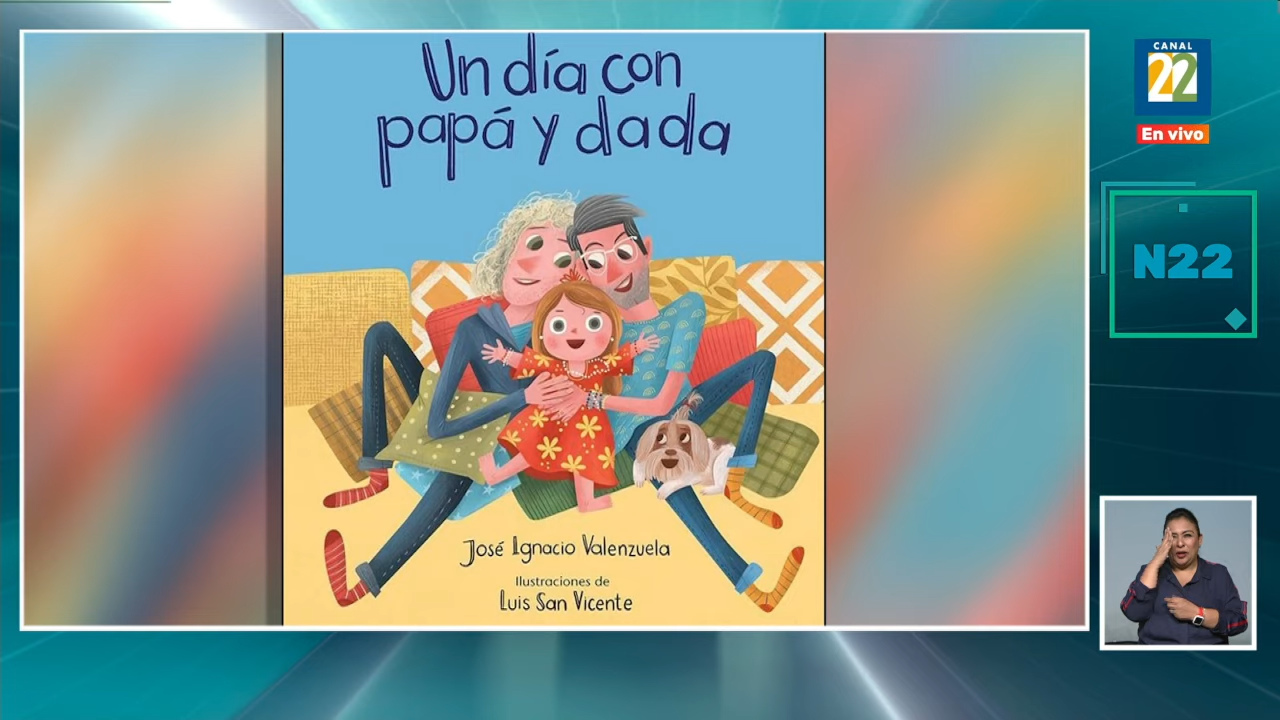 Un día con
papá y dada
José Ignacio Valenzuela
Ilustraciones de
Luis San Vicente
CANAL
22
En vivo
N22